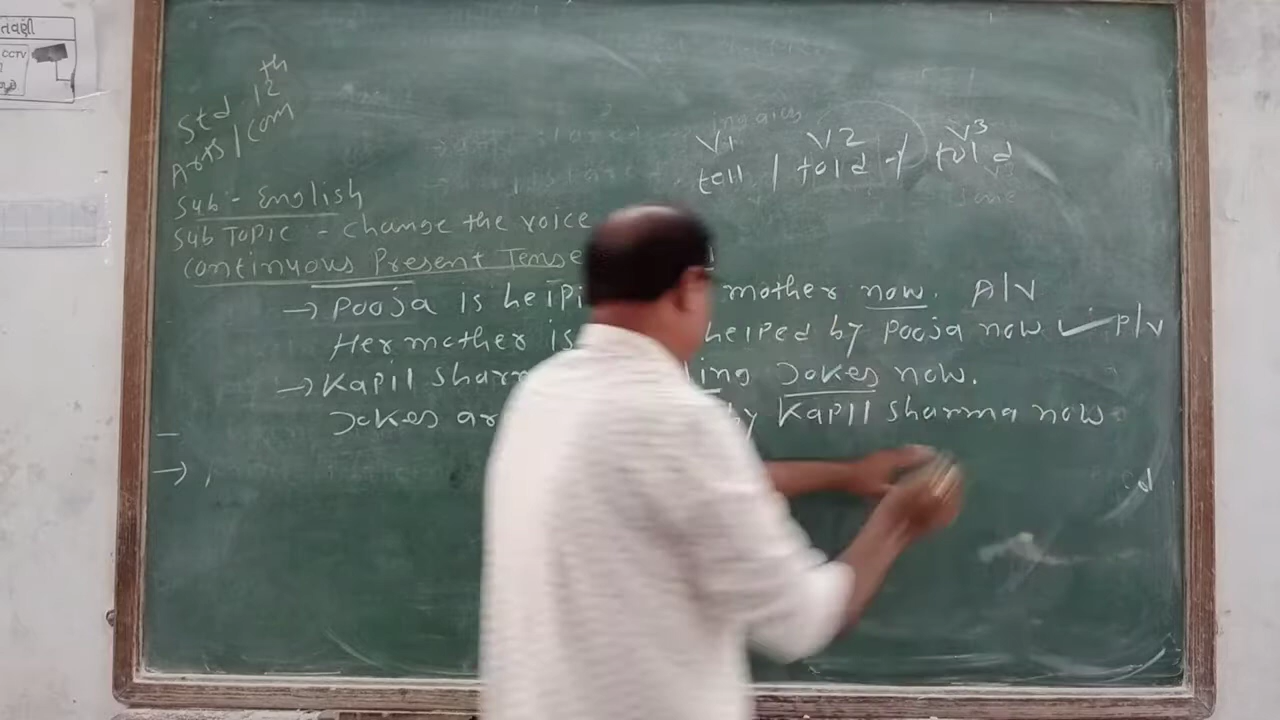 CCTV
Std 12th
Arts / Com
Sub - English
Sub Topic - change the voice
Continuous Present Tense
V1 V2 V3
tell / told - / told
→ Pooja is helpi mother now. A/V
Her mother is helped by Pooja now ✓ P/V
→ Kapil Sharm ling Jokes now.
Jokes ar by Kapil Sharma now
→